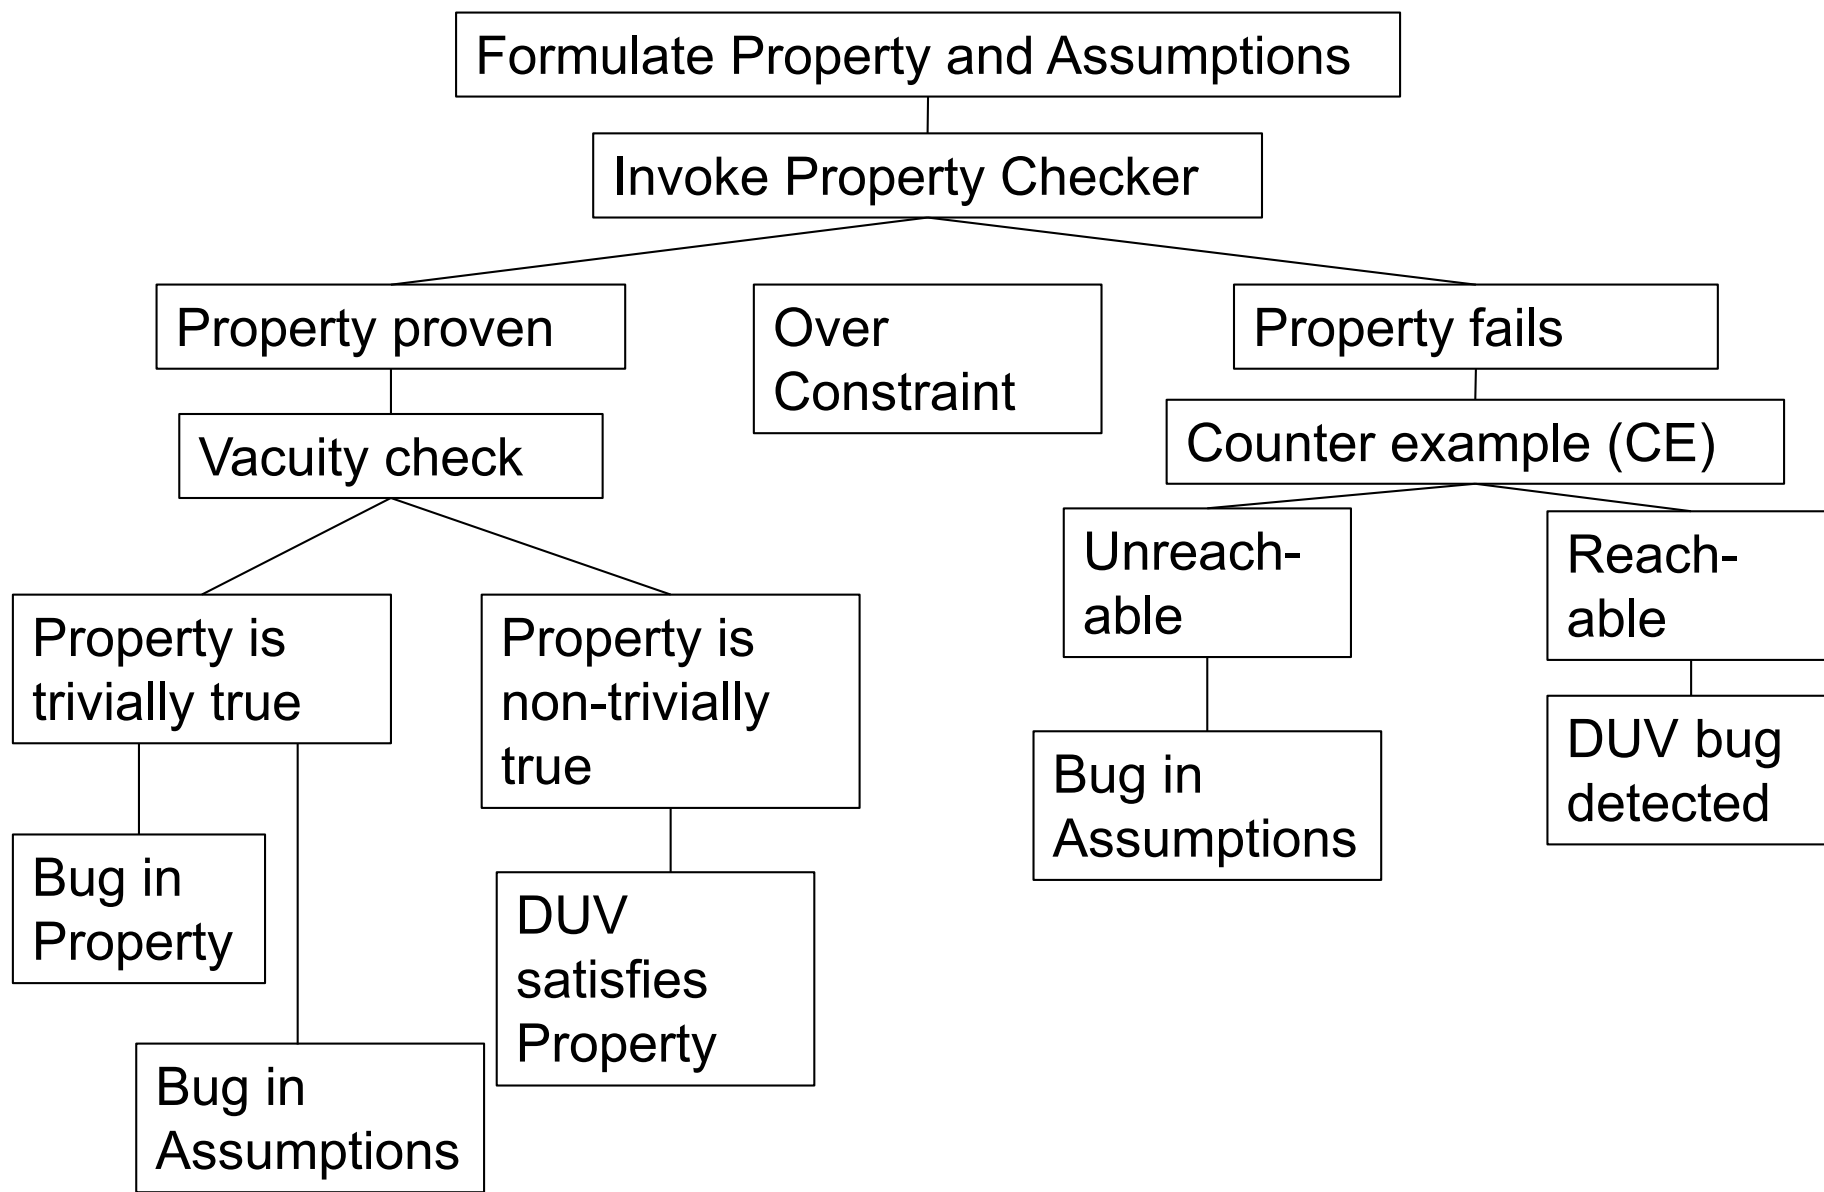 Formulate Property and Assumptions
Invoke Property Checker
Property proven
Over
Constraint
Property fails
Vacuity check
Counter example (CE)
Property is
trivially true
Property is
non-trivially
true
Unreach-
able
Reach-
able
Bug in
Property
Bug in
Assumptions
DUV
satisfies
Property
Bug in
Assumptions
DUV bug
detected